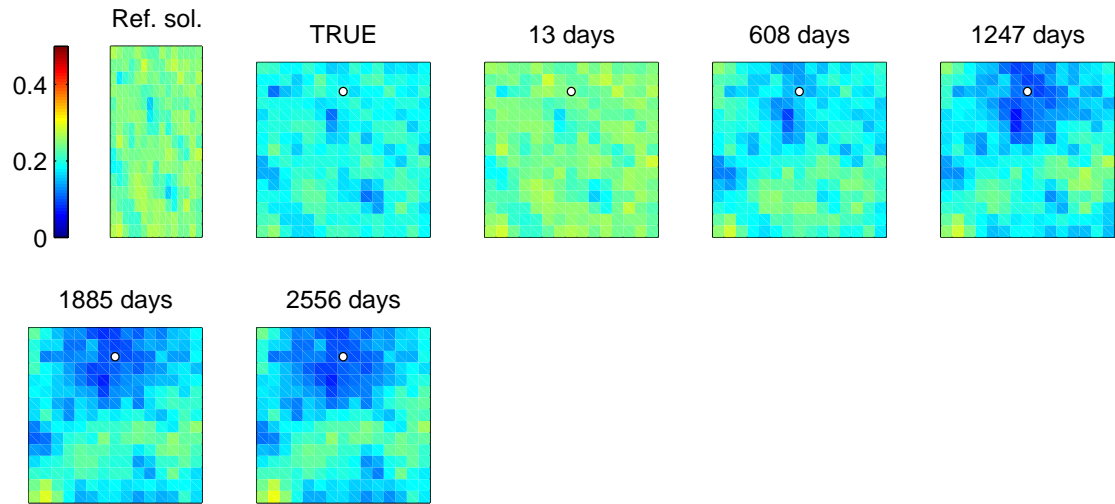 Ref. sol.
TRUE
13 days
608 days
1247 days
0.4
0.2
0
1885 days
2556 days